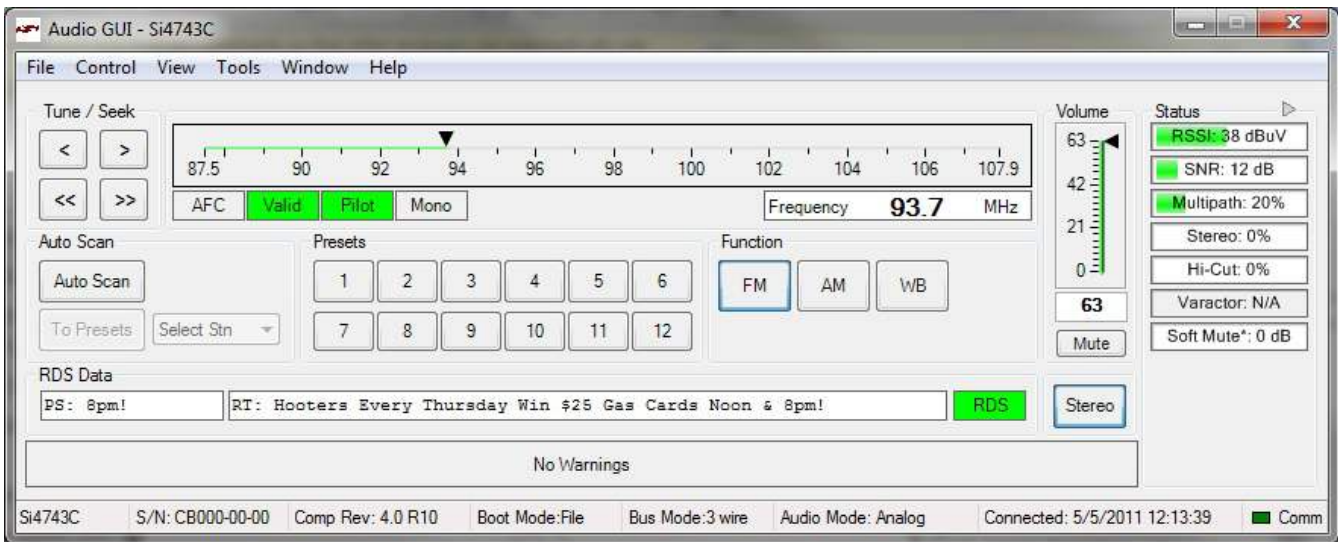 Audio GUI - Si4743C
File Control View Tools Window Help
Tune / Seek
< >
<< >>
87.5 90 92 94 96 98 100 102 104 106 107.9
AFC Valid Pilot Mono
Frequency 93.7 MHz
Volume
63
42
21
0
63
Mute
Status
RSSI: 38 dBuV
SNR: 12 dB
Multipath: 20%
Stereo: 0%
Hi-Cut: 0%
Varactor: N/A
Soft Mute*: 0 dB
Auto Scan
Auto Scan
To Presets Select Stn
Presets
1 2 3 4 5 6
7 8 9 10 11 12
Function
FM AM WB
RDS Data
PS: 8pm! RT: Hooters Every Thursday Win $25 Gas Cards Noon & 8pm! RDS
Stereo
No Warnings
Si4743C S/N: CB000-00-00 Comp Rev: 4.0 R10 Boot Mode:File Bus Mode:3 wire Audio Mode: Analog Connected: 5/5/2011 12:13:39 Comm